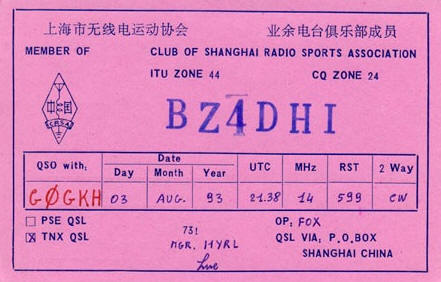 上海市无线电运动协会 业余电台俱乐部成员
MEMBER OF CLUB OF SHANGHAI RADIO SPORTS ASSOCIATION
ITU ZONE 44 CQ ZONE 24
中国
C.R.S.A
BZ4DHI
QSO with: Date UTC MHz RST 2 Way
Day Month Year
GØGKH 03 AUG. 93 21.38 14 599 CW
PSE QSL OP: FOX
TNX QSL 73! QSL VIA; P.O.BOX
SHANGHAI CHINA